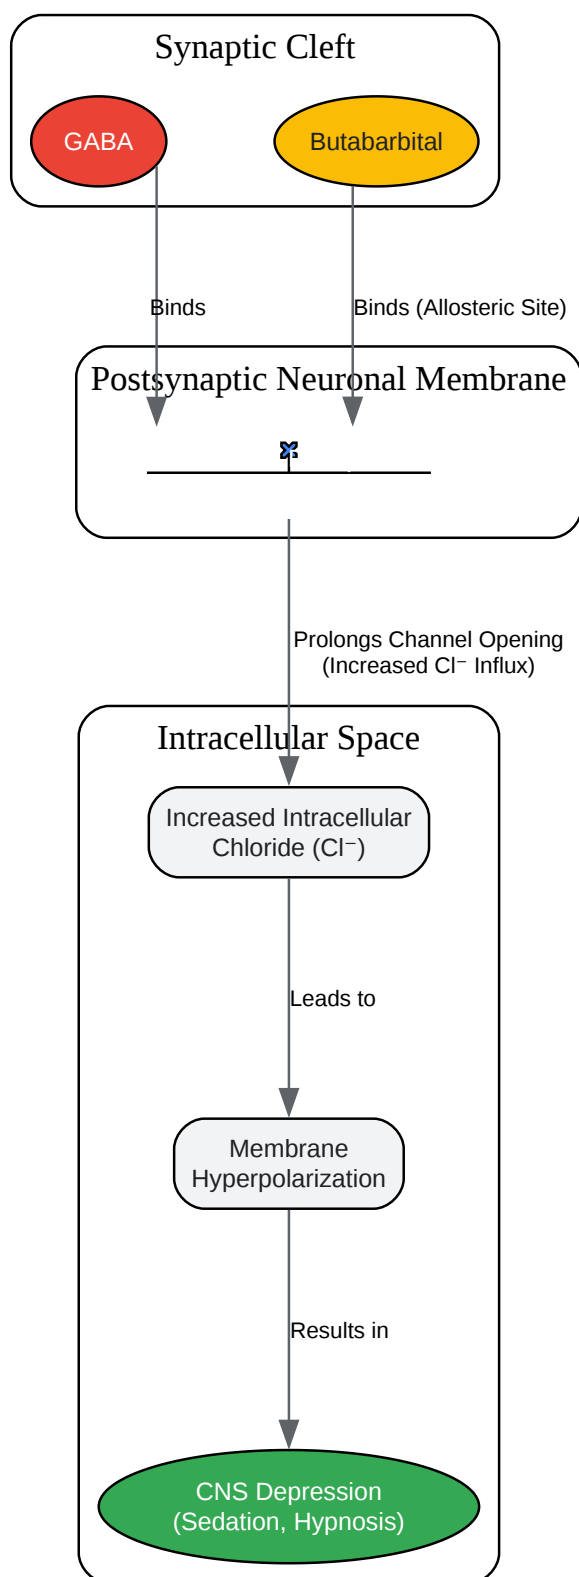 Synaptic Cleft
GABA
Butabarbital
Binds
Binds (Allosteric Site)
Postsynaptic Neuronal Membrane
Prolongs Channel Opening
(Increased Cl⁻ Influx)
Intracellular Space
Increased Intracellular
Chloride (Cl⁻)
Leads to
Membrane
Hyperpolarization
Results in
CNS Depression
(Sedation, Hypnosis)